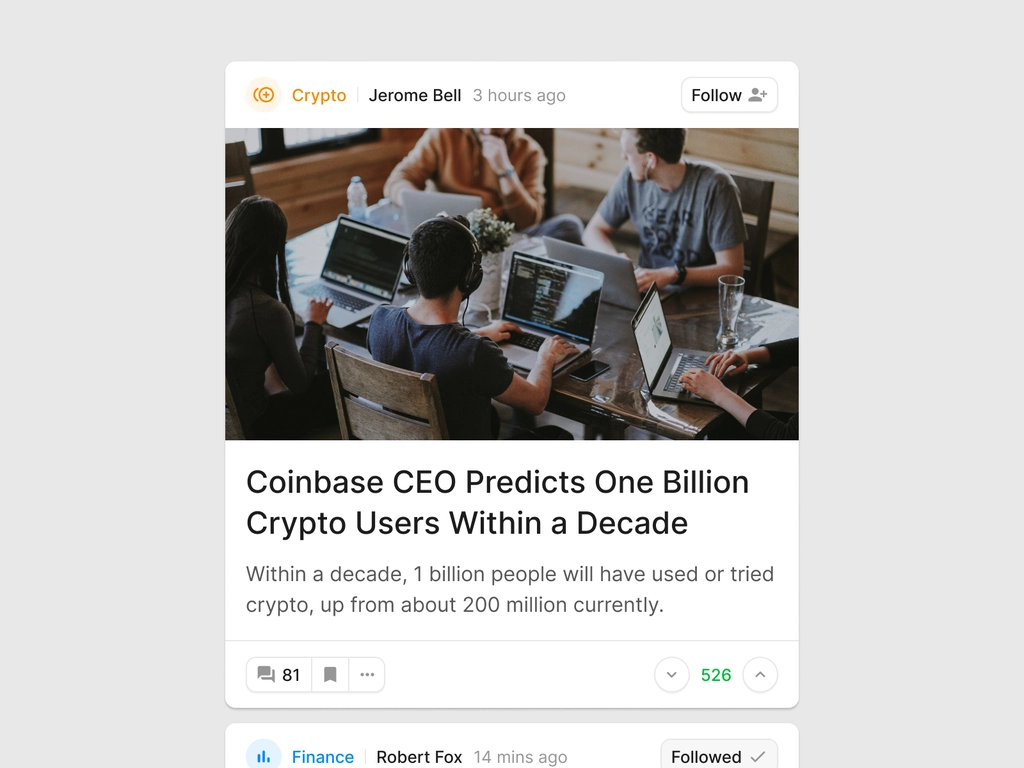 Crypto Jerome Bell 3 hours ago Follow
Coinbase CEO Predicts One Billion
Crypto Users Within a Decade
Within a decade, 1 billion people will have used or tried
crypto, up from about 200 million currently.
81 526
Finance Robert Fox 14 mins ago Followed